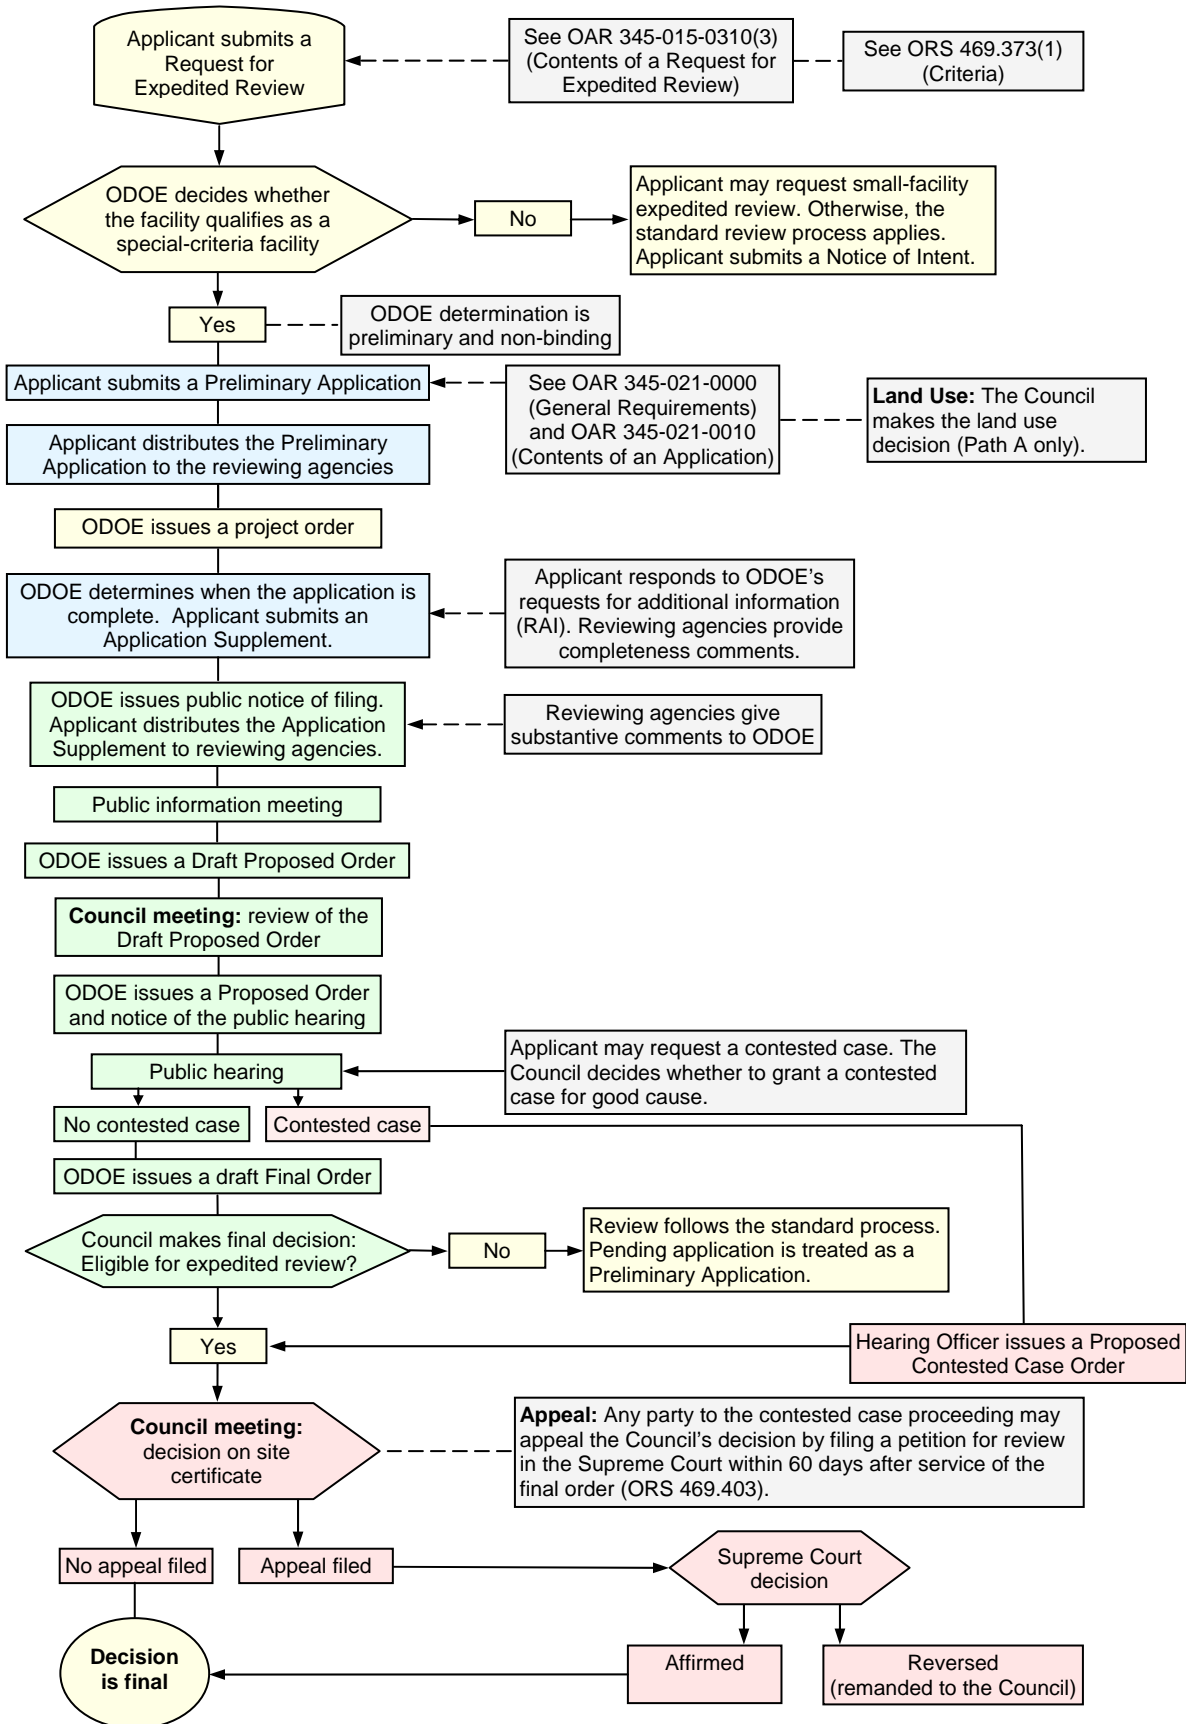 Applicant submits a
Request for
Expedited Review
See OAR 345-015-0310(3)
(Contents of a Request for
Expedited Review)
See ORS 469.373(1)
(Criteria)
ODOE decides whether
the facility qualifies as a
special-criteria facility
No
Applicant may request small-facility
expedited review. Otherwise, the
standard review process applies.
Applicant submits a Notice of Intent.
Yes
ODOE determination is
preliminary and non-binding
Applicant submits a Preliminary Application
See OAR 345-021-0000
(General Requirements)
and OAR 345-021-0010
(Contents of an Application)
Land Use: The Council
makes the land use
decision (Path A only).
Applicant distributes the Preliminary
Application to the reviewing agencies
ODOE issues a project order
ODOE determines when the application is
complete.  Applicant submits an
Application Supplement.
Applicant responds to ODOE’s
requests for additional information
(RAI). Reviewing agencies provide
completeness comments.
ODOE issues public notice of filing.
Applicant distributes the Application
Supplement to reviewing agencies.
Reviewing agencies give
substantive comments to ODOE
Public information meeting
ODOE issues a Draft Proposed Order
Council meeting: review of the
Draft Proposed Order
ODOE issues a Proposed Order
and notice of the public hearing
Public hearing
Applicant may request a contested case. The
Council decides whether to grant a contested
case for good cause.
No contested case
Contested case
ODOE issues a draft Final Order
Council makes final decision:
Eligible for expedited review?
No
Review follows the standard process.
Pending application is treated as a
Preliminary Application.
Yes
Hearing Officer issues a Proposed
Contested Case Order
Council meeting:
decision on site
certificate
Appeal: Any party to the contested case proceeding may
appeal the Council’s decision by filing a petition for review
in the Supreme Court within 60 days after service of the
final order (ORS 469.403).
No appeal filed
Appeal filed
Supreme Court
decision
Decision
is final
Affirmed
Reversed
(remanded to the Council)